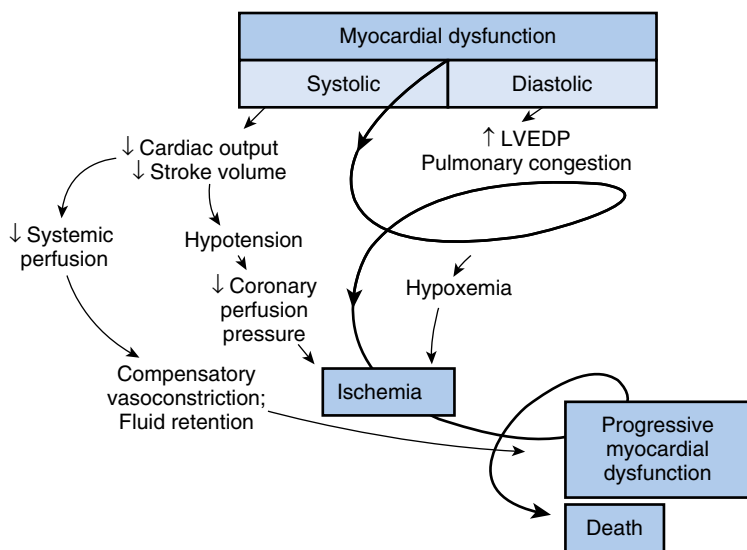 Myocardial dysfunction
Systolic
Diastolic
↓ Cardiac output
↓ Stroke volume
↑ LVEDP
Pulmonary congestion
↓ Systemic
perfusion
Hypotension
↓ Coronary
perfusion
pressure
Hypoxemia
Ischemia
Compensatory
vasoconstriction;
Fluid retention
Progressive
myocardial
dysfunction
Death